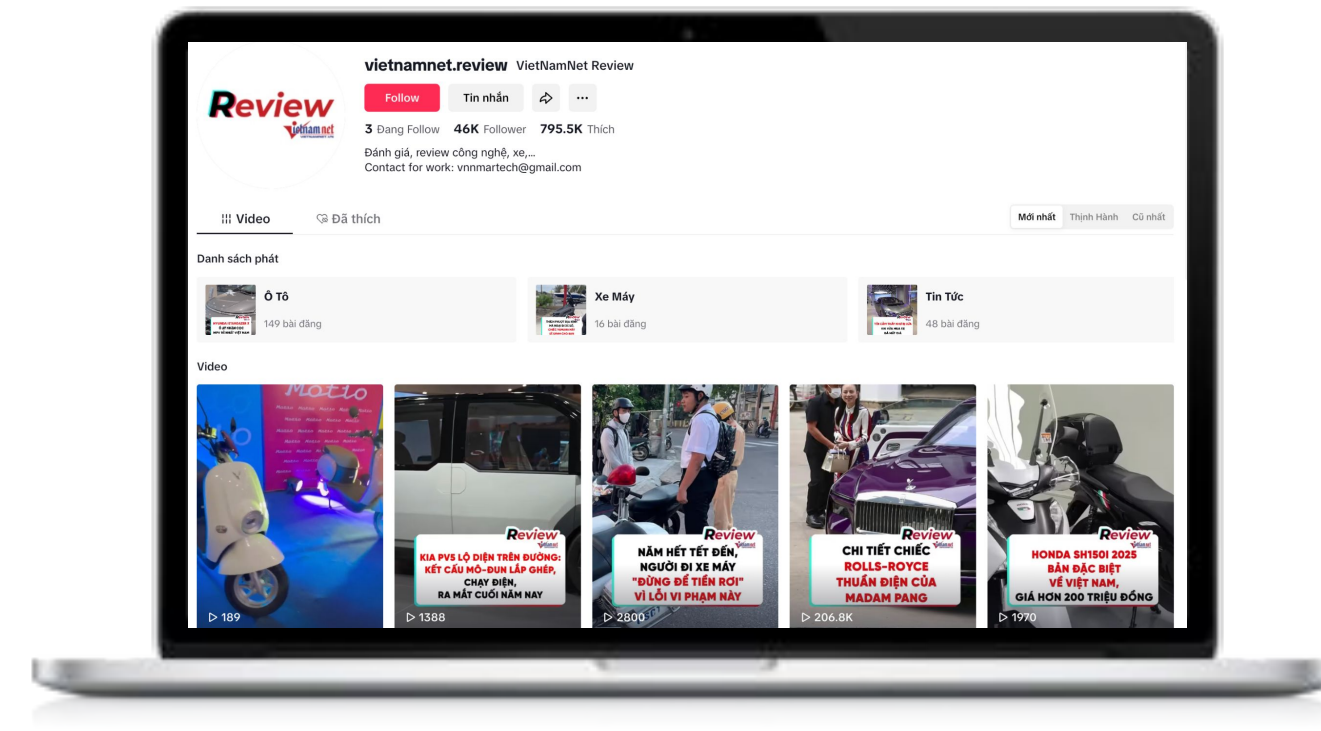 vietnamnet.review VietNamNet Review
Review
Vietnamnet
Follow Tin nhắn ...
3 Đang Follow 46K Follower 795.5K Thích
Đánh giá, review công nghệ, xe,...
Contact for work: vnnmartech@gmail.com
Video Đã thích
Mới nhất Thịnh Hành Cũ nhất
Danh sách phát
Ô Tô
149 bài đăng
Xe Máy
16 bài đăng
Tin Tức
48 bài đăng
Video
Motio
189
Review
Vietnamnet
KIA PV5 LỘ DIỆN TRÊN ĐƯỜNG:
KẾT CẤU MÔ-ĐUN LẮP GHÉP,
CHẠY ĐIỆN,
RA MẮT CUỐI NĂM NAY
1388
Review
Vietnamnet
NĂM HẾT TẾT ĐẾN,
NGƯỜI ĐI XE MÁY
"ĐỪNG ĐỂ TIỀN RƠI"
VÌ LỖI VI PHẠM NÀY
2800
Review
Vietnamnet
CHI TIẾT CHIẾC
ROLLS-ROYCE
THUẦN ĐIỆN CỦA
MADAM PANG
206.8K
Review
Vietnamnet
HONDA SH150I 2025
BẢN ĐẶC BIỆT
VỀ VIỆT NAM,
GIÁ HƠN 200 TRIỆU ĐỒNG
1970